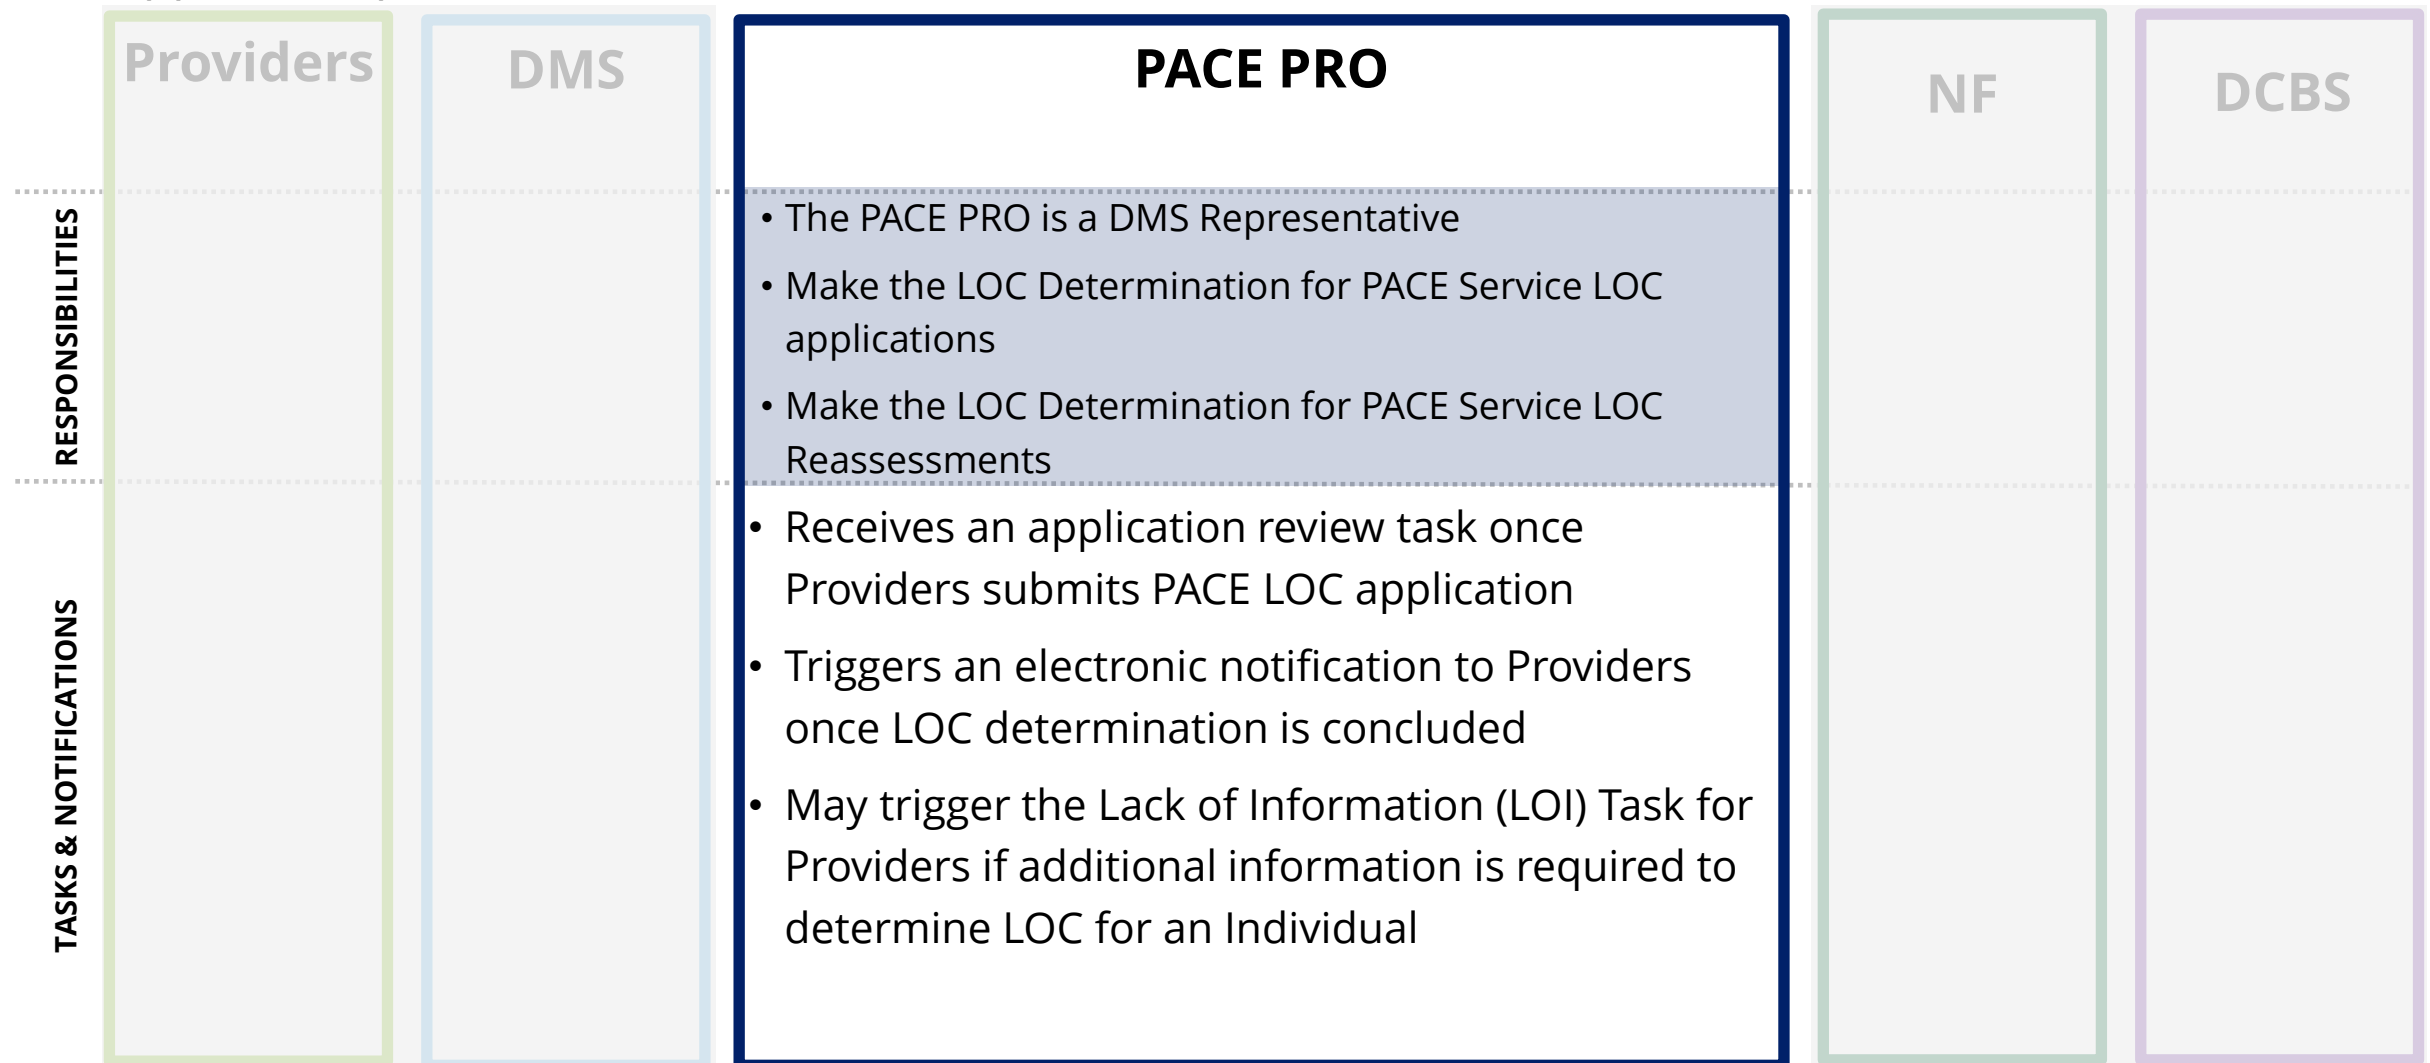 Providers
DMS
PACE PRO
NF
DCBS
RESPONSIBILITIES
• The PACE PRO is a DMS Representative
• Make the LOC Determination for PACE Service LOC
applications
• Make the LOC Determination for PACE Service LOC
Reassessments
TASKS & NOTIFICATIONS
• Receives an application review task once
Providers submits PACE LOC application
• Triggers an electronic notification to Providers
once LOC determination is concluded
• May trigger the Lack of Information (LOI) Task for
Providers if additional information is required to
determine LOC for an Individual